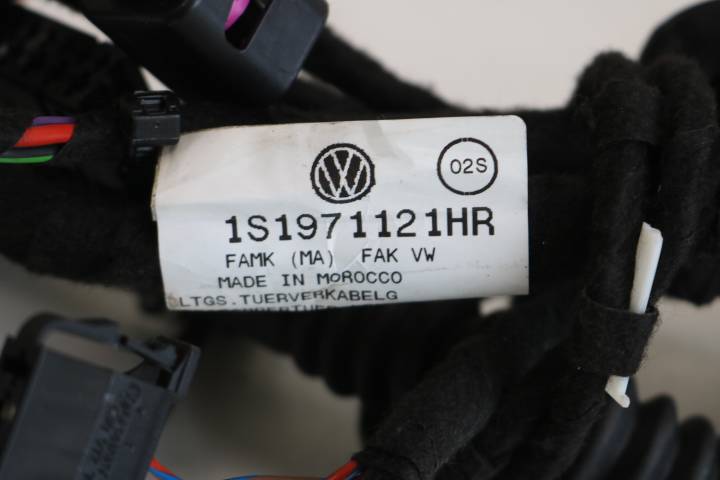 02S
1S1971121HR
FAMK (MA) FAK VW
MADE IN MOROCCO
LTGS.TUERVERKABELG